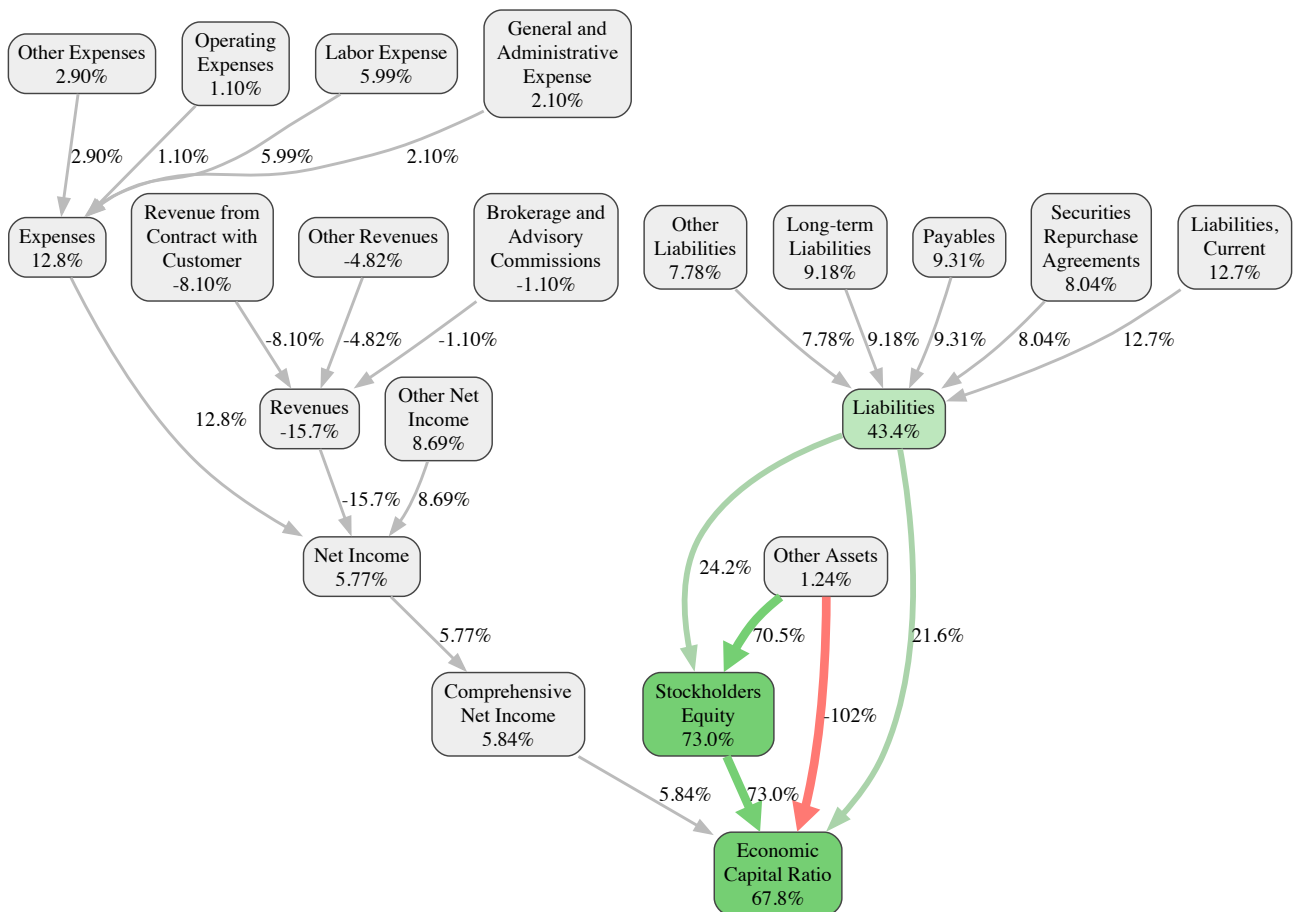 Other Expenses
2.90%
Operating
Expenses
1.10%
Labor Expense
5.99%
General and
Administrative
Expense
2.10%
2.90%
1.10%
5.99%
2.10%
Expenses
12.8%
Revenue from
Contract with
Customer
-8.10%
Other Revenues
-4.82%
Brokerage and
Advisory
Commissions
-1.10%
Other
Liabilities
7.78%
Long-term
Liabilities
9.18%
Payables
9.31%
Securities
Repurchase
Agreements
8.04%
Liabilities,
Current
12.7%
-8.10%
-4.82%
-1.10%
7.78%
9.18%
9.31%
8.04%
12.7%
12.8%
Revenues
-15.7%
Other Net
Income
8.69%
Liabilities
43.4%
-15.7%
8.69%
Net Income
5.77%
24.2%
Other Assets
1.24%
5.77%
70.5%
21.6%
Comprehensive
Net Income
5.84%
Stockholders
Equity
73.0%
-102%
5.84%
73.0%
Economic
Capital Ratio
67.8%